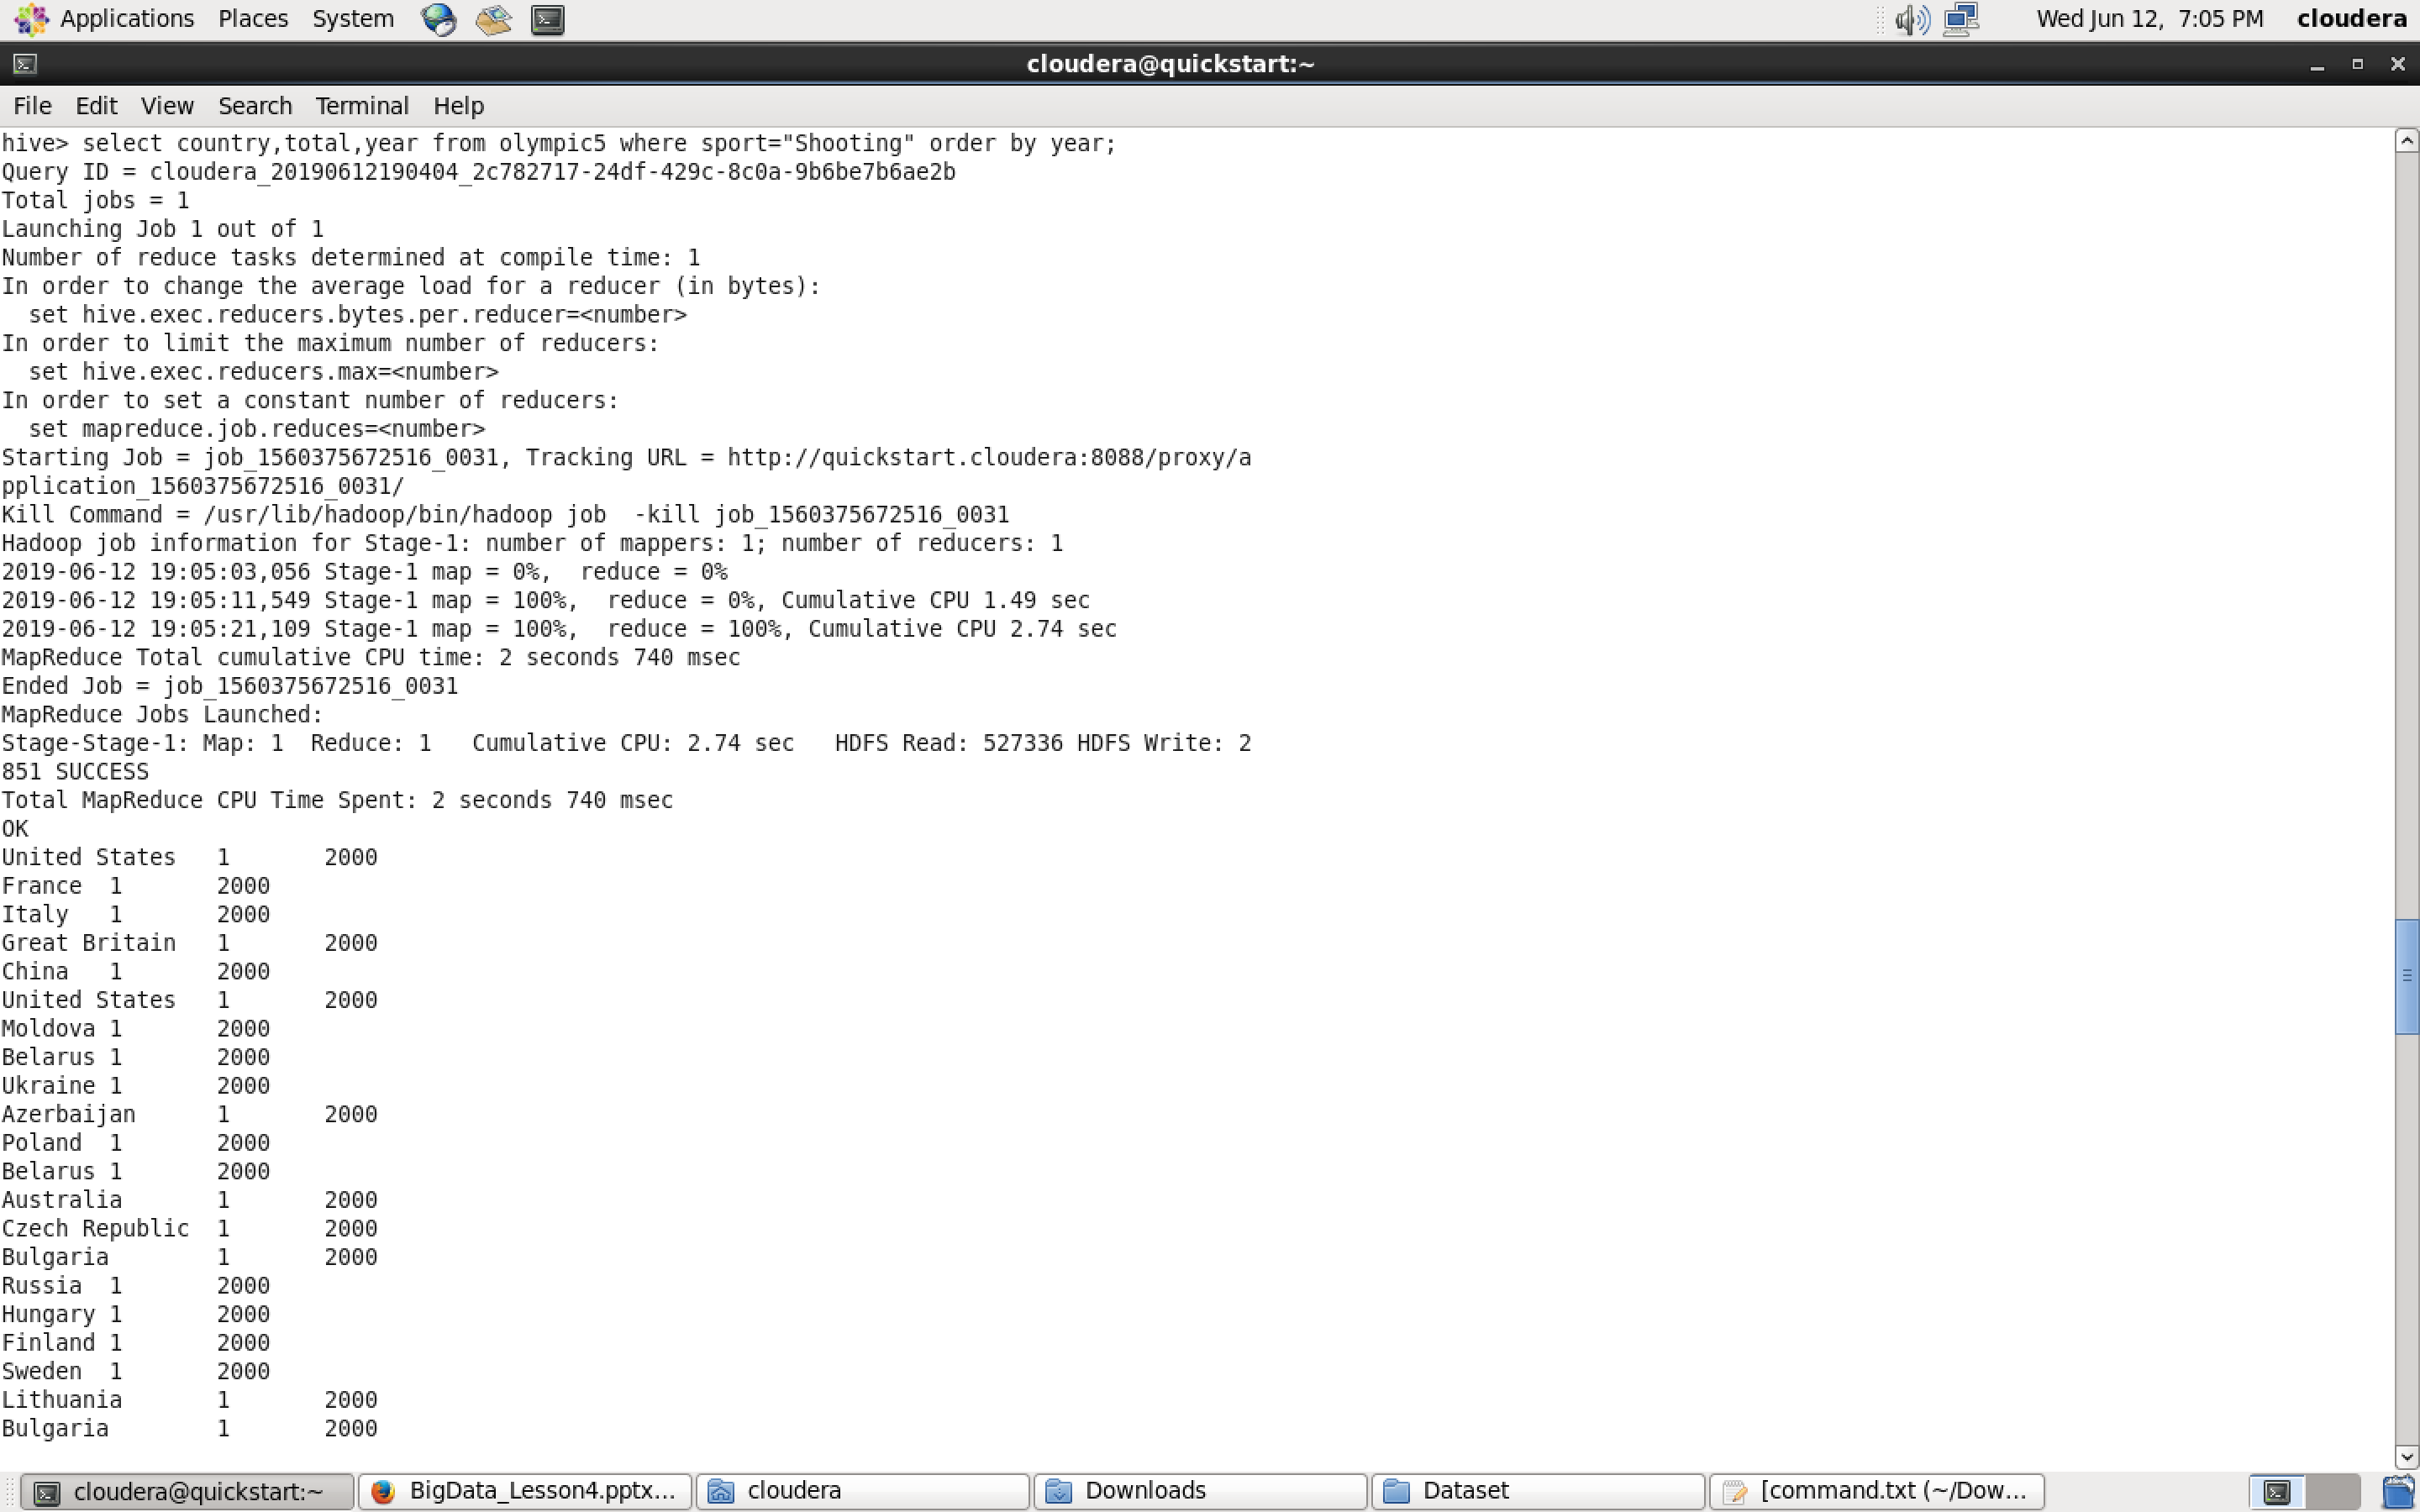 Applications Places System Wed Jun 12, 7:05 PM cloudera
cloudera@quickstart:~
File Edit View Search Terminal Help
hive> select country,total,year from olympic5 where sport="Shooting" order by year;
Query ID = cloudera_20190612190404_2c782717-24df-429c-8c0a-9b6be7b6ae2b
Total jobs = 1
Launching Job 1 out of 1
Number of reduce tasks determined at compile time: 1
In order to change the average load for a reducer (in bytes):
  set hive.exec.reducers.bytes.per.reducer=<number>
In order to limit the maximum number of reducers:
  set hive.exec.reducers.max=<number>
In order to set a constant number of reducers:
  set mapreduce.job.reduces=<number>
Starting Job = job_1560375672516_0031, Tracking URL = http://quickstart.cloudera:8088/proxy/a
pplication_1560375672516_0031/
Kill Command = /usr/lib/hadoop/bin/hadoop job  -kill job_1560375672516_0031
Hadoop job information for Stage-1: number of mappers: 1; number of reducers: 1
2019-06-12 19:05:03,056 Stage-1 map = 0%,  reduce = 0%
2019-06-12 19:05:11,549 Stage-1 map = 100%,  reduce = 0%, Cumulative CPU 1.49 sec
2019-06-12 19:05:21,109 Stage-1 map = 100%,  reduce = 100%, Cumulative CPU 2.74 sec
MapReduce Total cumulative CPU time: 2 seconds 740 msec
Ended Job = job_1560375672516_0031
MapReduce Jobs Launched:
Stage-Stage-1: Map: 1  Reduce: 1   Cumulative CPU: 2.74 sec   HDFS Read: 527336 HDFS Write: 2
851 SUCCESS
Total MapReduce CPU Time Spent: 2 seconds 740 msec
OK
United States	1	2000
France	1	2000
Italy	1	2000
Great Britain	1	2000
China	1	2000
United States	1	2000
Moldova	1	2000
Belarus	1	2000
Ukraine	1	2000
Azerbaijan	1	2000
Poland	1	2000
Belarus	1	2000
Australia	1	2000
Czech Republic	1	2000
Bulgaria	1	2000
Russia	1	2000
Hungary	1	2000
Finland	1	2000
Sweden	1	2000
Lithuania	1	2000
Bulgaria	1	2000
cloudera@quickstart:~ BigData_Lesson4.pptx... cloudera Downloads Dataset [command.txt (~/Dow...